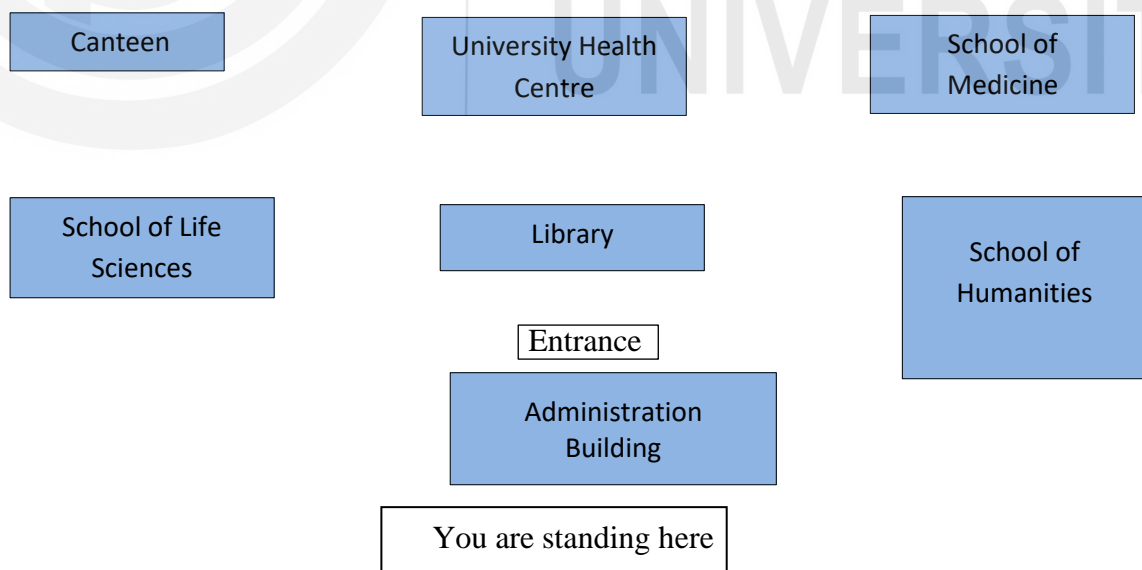 Canteen
University Health
Centre
School of
Medicine
UNIVERSIT
School of Life
Sciences
Library
School of
Humanities
Entrance
Administration
Building
You are standing here